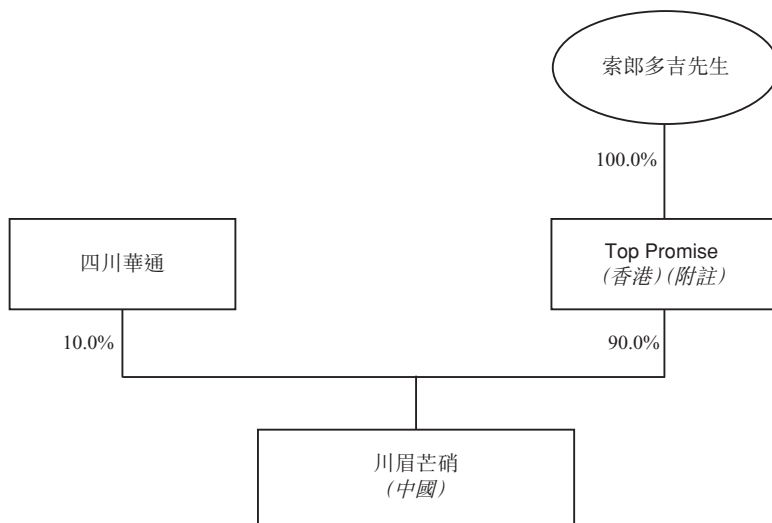 索郎多吉先生
100.0%
四川華通
Top Promise
(香港)(附註)
10.0%
90.0%
川眉芒硝
(中國)